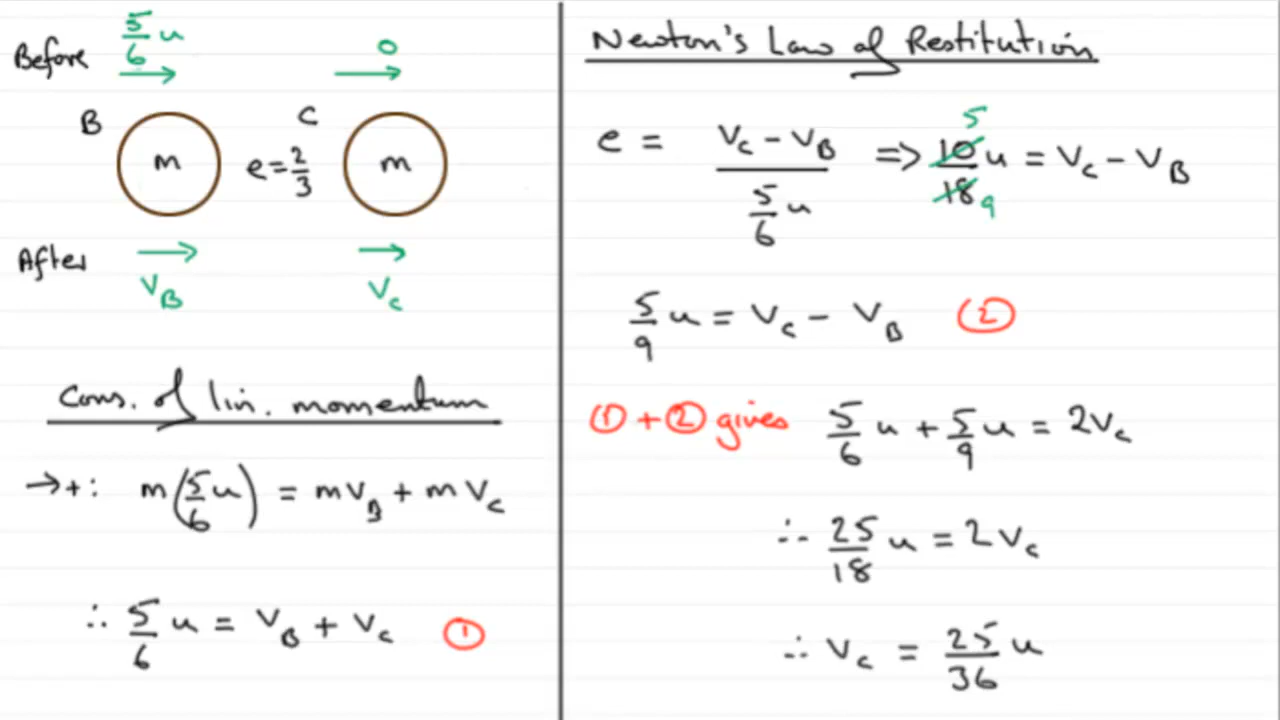 5/6 u
Before 0
B m e=2/3 C m
After
V_B V_C
Cons. of lin. momentum
→+: m(5/6 u) = mV_B + mV_C
∴ 5/6 u = V_B + V_C ①
Newton's Law of Restitution
e = (V_C - V_B)/(5/6 u) => 10/18 u = V_C - V_B
5
9
5/9 u = V_C - V_B ②
① + ② gives 5/6 u + 5/9 u = 2V_C
∴ 25/18 u = 2V_C
∴ V_C = 25/36 u